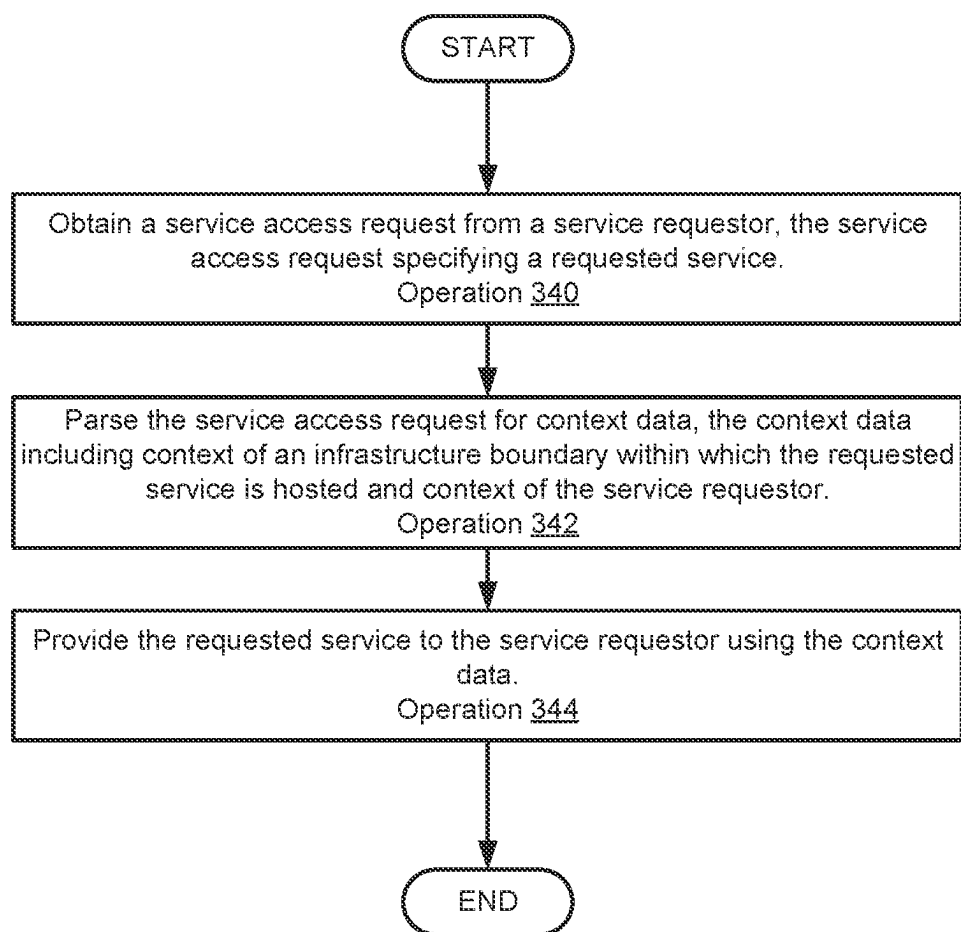 START
Obtain a service access request from a service requestor, the service
access request specifying a requested service.
Operation 340
Parse the service access request for context data, the context data
including context of an infrastructure boundary within which the requested
service is hosted and context of the service requestor.
Operation 342
Provide the requested service to the service requestor using the context
data.
Operation 344
END